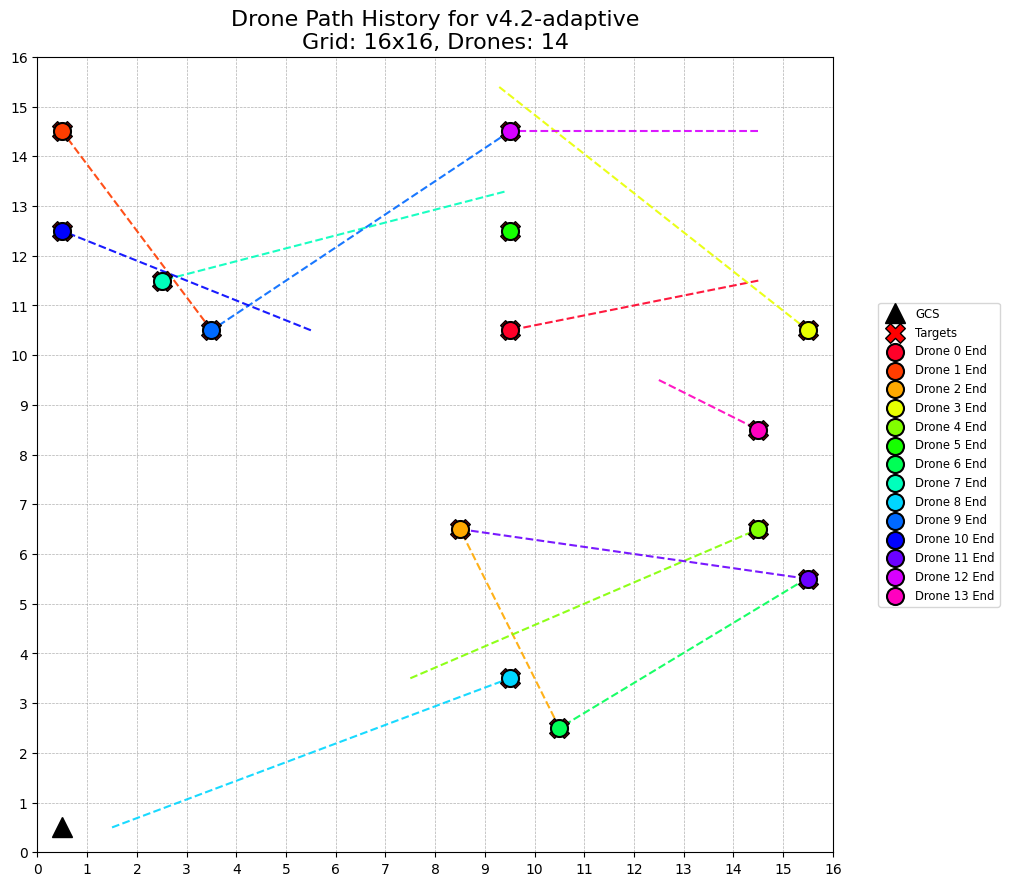 Drone Path History for v4.2-adaptive
Grid: 16x16, Drones: 14
16
15
14
13
12
11
10
9
8
7
6
5
4
3
2
1
0
0 1 2 3 4 5 6 7 8 9 10 11 12 13 14 15 16
GCS
Targets
Drone 0 End
Drone 1 End
Drone 2 End
Drone 3 End
Drone 4 End
Drone 5 End
Drone 6 End
Drone 7 End
Drone 8 End
Drone 9 End
Drone 10 End
Drone 11 End
Drone 12 End
Drone 13 End